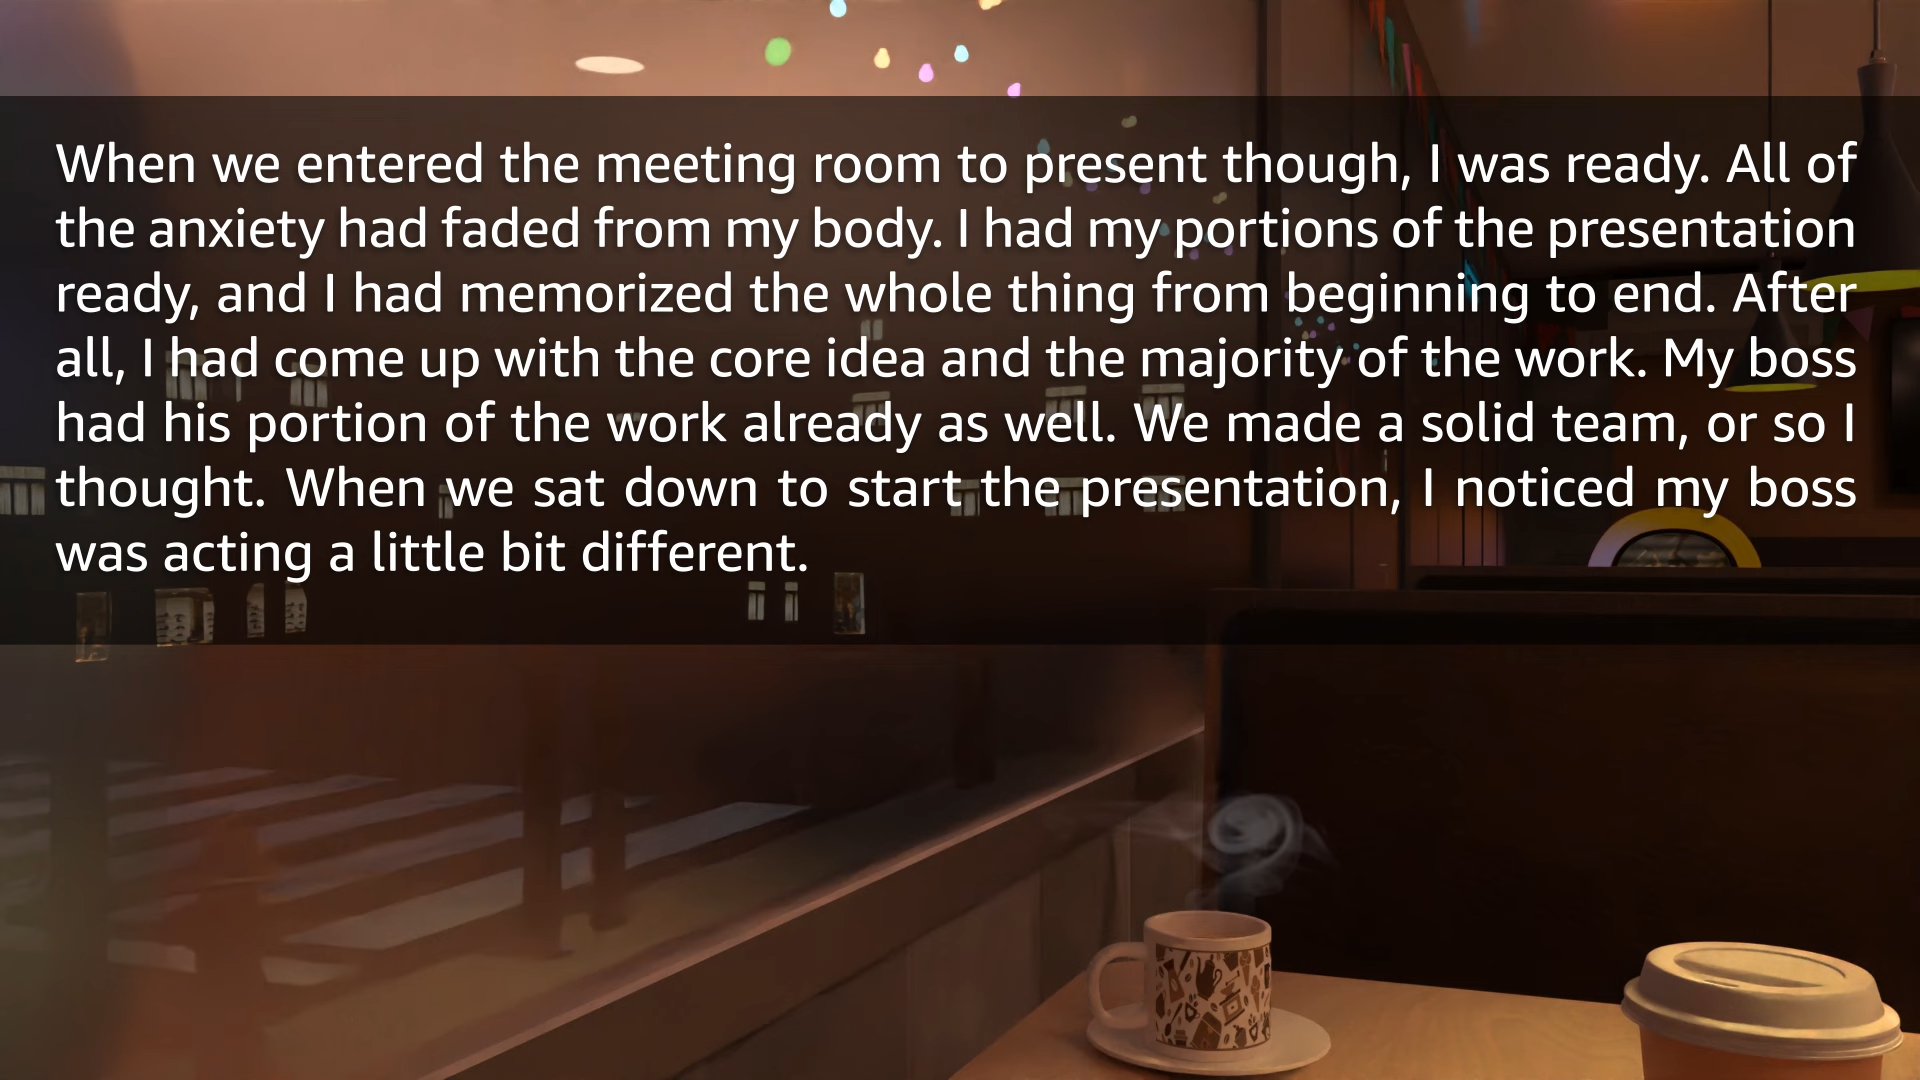 When we entered the meeting room to present though, I was ready. All of
the anxiety had faded from my body. I had my portions of the presentation
ready, and I had memorized the whole thing from beginning to end. After
all, I had come up with the core idea and the majority of the work. My boss
had his portion of the work already as well. We made a solid team, or so I
thought. When we sat down to start the presentation, I noticed my boss
was acting a little bit different.